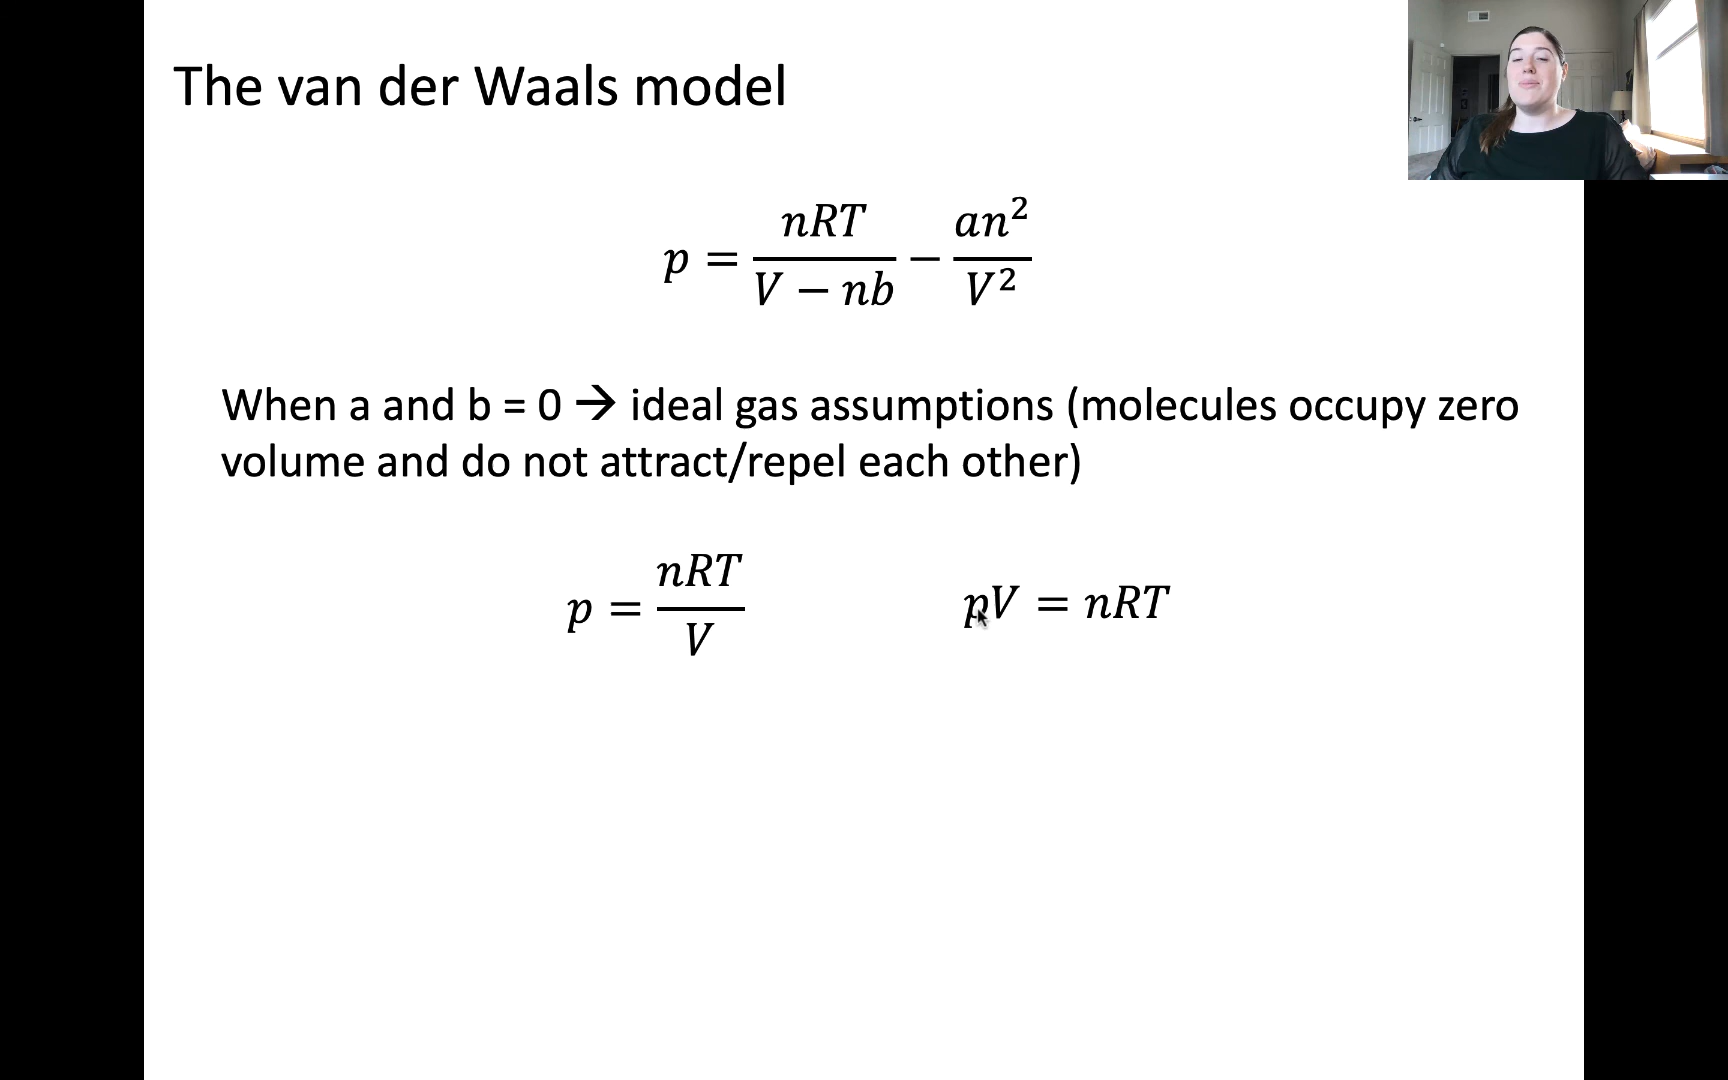 The van der Waals model
p = nRT / (V − nb) − an² / V²
When a and b = 0 → ideal gas assumptions (molecules occupy zero
volume and do not attract/repel each other)
p = nRT / V
pV = nRT